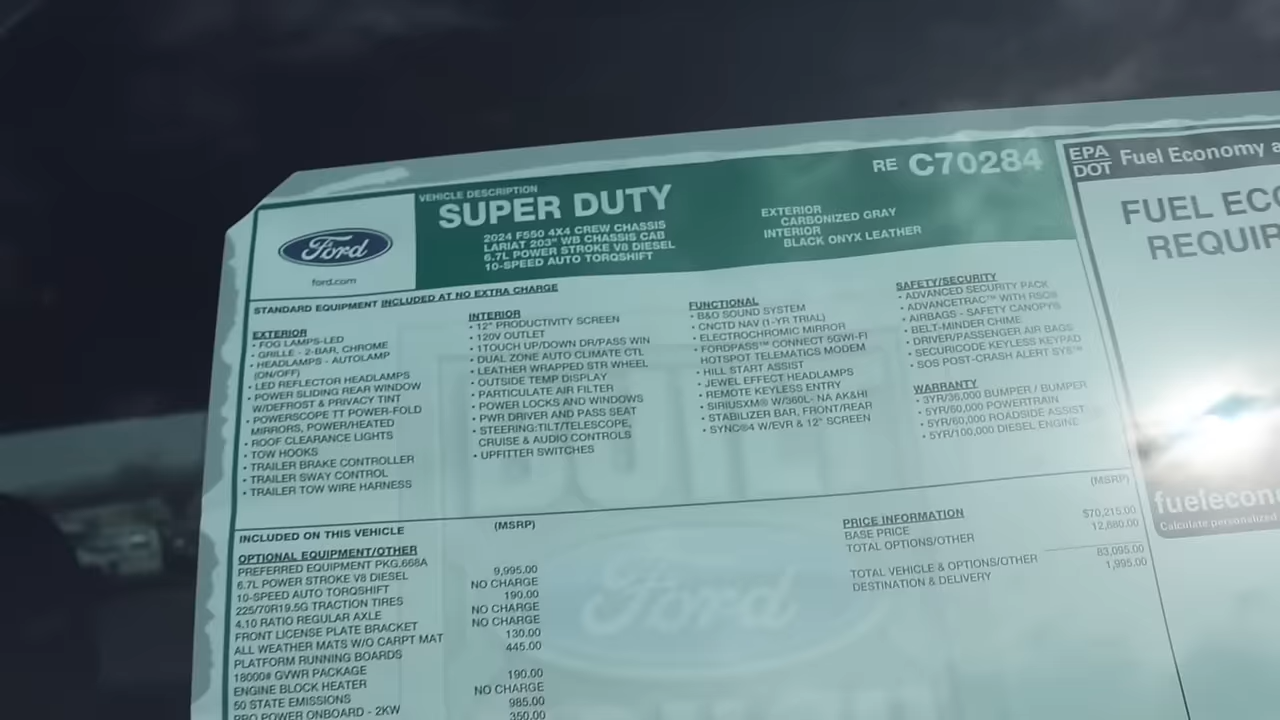 VEHICLE DESCRIPTION
SUPER DUTY
2024 F550 4X4 CREW CHASSIS
LARIAT 203" WB CHASSIS CAB
6.7L POWER STROKE V8 DIESEL
10-SPEED AUTO TORQSHIFT
EXTERIOR
CARBONIZED GRAY
INTERIOR
BLACK ONYX LEATHER
RE C70284
Ford
ford.com
STANDARD EQUIPMENT INCLUDED AT NO EXTRA CHARGE
EXTERIOR
• FOG LAMPS-LED
• GRILLE - 2-BAR, CHROME
• HEADLAMPS - AUTOLAMP
(ON/OFF)
• LED REFLECTOR HEADLAMPS
• POWER SLIDING REAR WINDOW
W/DEFROST & PRIVACY TINT
• POWERSCOPE TT POWER-FOLD
MIRRORS, POWER/HEATED
• ROOF CLEARANCE LIGHTS
• TOW HOOKS
• TRAILER BRAKE CONTROLLER
• TRAILER SWAY CONTROL
• TRAILER TOW WIRE HARNESS
INTERIOR
• 12" PRODUCTIVITY SCREEN
• 120V OUTLET
• 1TOUCH UP/DOWN DR/PASS WIN
• DUAL ZONE AUTO CLIMATE CTL
• LEATHER WRAPPED STR WHEEL
• OUTSIDE TEMP DISPLAY
• PARTICULATE AIR FILTER
• POWER LOCKS AND WINDOWS
• PWR DRIVER AND PASS SEAT
• STEERING:TILT/TELESCOPE,
CRUISE & AUDIO CONTROLS
• UPFITTER SWITCHES
FUNCTIONAL
• B&O SOUND SYSTEM
• CNCTD NAV (1-YR TRIAL)
• ELECTROCHROMIC MIRROR
• FORDPASS™ CONNECT 5GWI-FI
HOTSPOT TELEMATICS MODEM
• HILL START ASSIST
• JEWEL EFFECT HEADLAMPS
• REMOTE KEYLESS ENTRY
• SIRIUSXM® W/360L- NA AK&HI
• STABILIZER BAR, FRONT/REAR
• SYNC®4 W/EVR & 12" SCREEN
SAFETY/SECURITY
• ADVANCED SECURITY PACK
• ADVANCETRAC™ WITH RSC®
• AIRBAGS - SAFETY CANOPY®
• BELT-MINDER CHIME
• DRIVER/PASSENGER AIR BAGS
• SECURICODE KEYLESS KEYPAD
• SOS POST-CRASH ALERT SYS™
WARRANTY
• 3YR/36,000 BUMPER / BUMPER
• 5YR/60,000 POWERTRAIN
• 5YR/60,000 ROADSIDE ASSIST
• 5YR/100,000 DIESEL ENGINE
INCLUDED ON THIS VEHICLE
(MSRP)
OPTIONAL EQUIPMENT/OTHER
PREFERRED EQUIPMENT PKG.668A
6.7L POWER STROKE V8 DIESEL
10-SPEED AUTO TORQSHIFT
225/70R19.5G TRACTION TIRES
4.10 RATIO REGULAR AXLE
FRONT LICENSE PLATE BRACKET
ALL WEATHER MATS W/O CARPT MAT
PLATFORM RUNNING BOARDS
18000# GVWR PACKAGE
ENGINE BLOCK HEATER
50 STATE EMISSIONS
PRO POWER ONBOARD - 2KW
9,995.00
NO CHARGE
190.00
NO CHARGE
NO CHARGE
130.00
445.00
190.00
NO CHARGE
985.00
350.00
PRICE INFORMATION
BASE PRICE
TOTAL OPTIONS/OTHER
TOTAL VEHICLE & OPTIONS/OTHER
DESTINATION & DELIVERY
(MSRP)
$70,215.00
12,880.00
83,095.00
1,995.00
EPA
DOT
Fuel Economy a
FUEL ECO
REQUIR
fuelecon
Calculate personalized
Ford